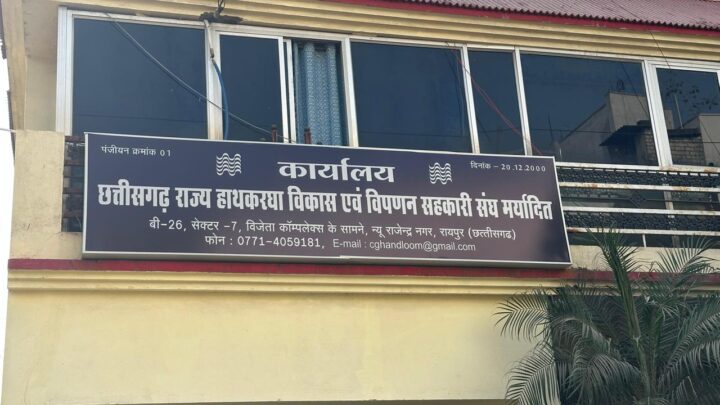 पंजीयन क्रमांक 01
दिनांक - 20.12.2000
कार्यालय
छत्तीसगढ़ राज्य हाथकरघा विकास एवं विपणन सहकारी संघ मर्यादित
बी-26, सेक्टर -7, विजेता कॉम्पलेक्स के सामने, न्यू राजेन्द्र नगर, रायपुर (छत्तीसगढ)
फोन : 0771-4059181, E-mail : cghandloom@gmail.com